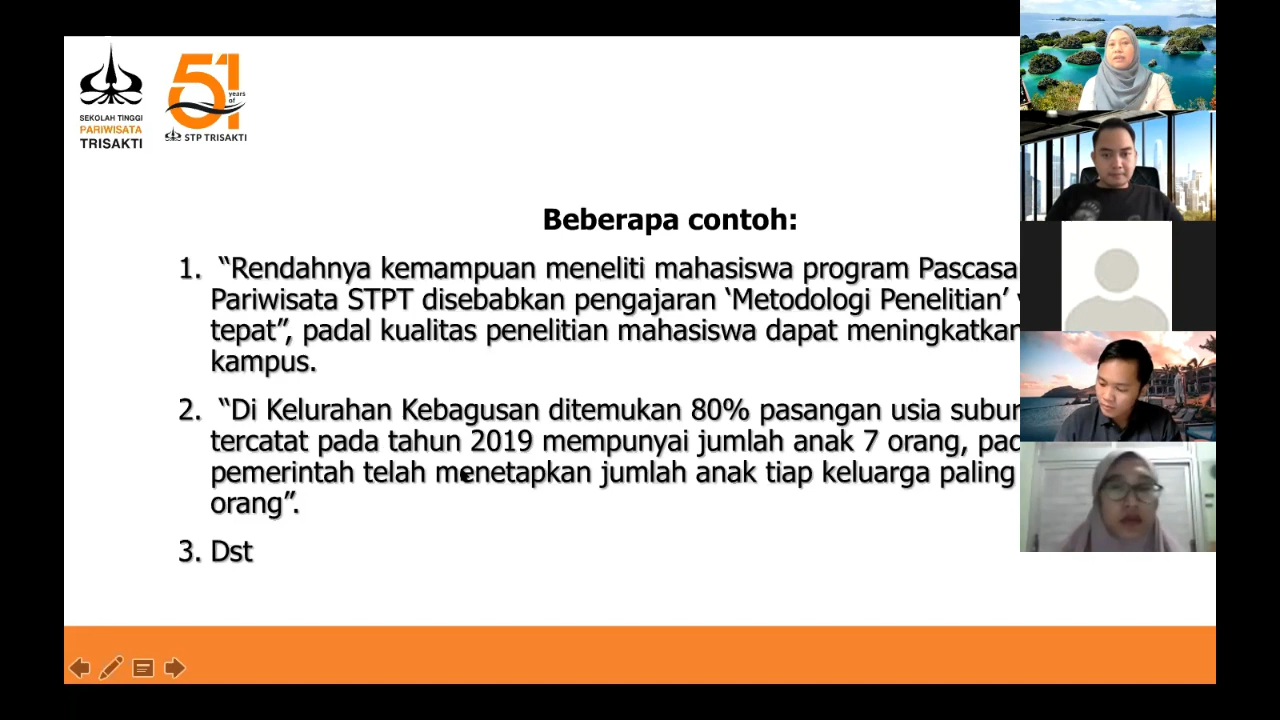 SEKOLAH TINGGI
PARIWISATA
TRISAKTI
51
years
of
STP TRISAKTI
Beberapa contoh:
1. “Rendahnya kemampuan meneliti mahasiswa program Pascasa
Pariwisata STPT disebabkan pengajaran ‘Metodologi Penelitian’
tepat”, padal kualitas penelitian mahasiswa dapat meningkatkan
kampus.
2. “Di Kelurahan Kebagusan ditemukan 80% pasangan usia subur
tercatat pada tahun 2019 mempunyai jumlah anak 7 orang, pad
pemerintah telah menetapkan jumlah anak tiap keluarga paling
orang”.
3. Dst